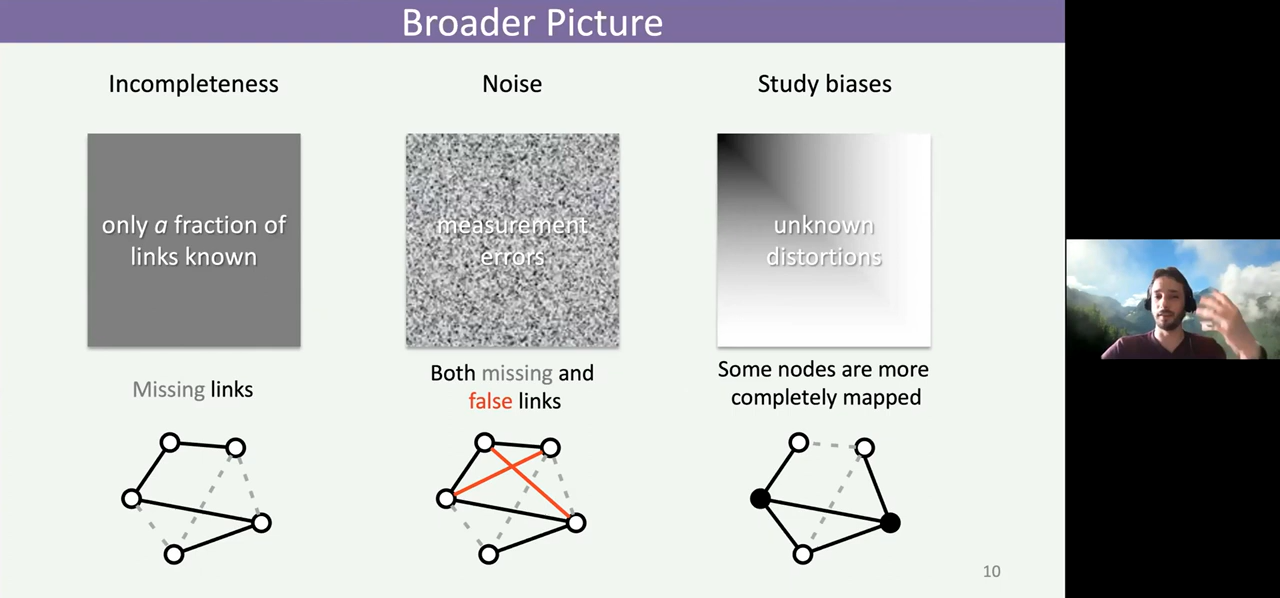 Broader Picture
Incompleteness
only a fraction of
links known
Missing links
Noise
measurement
errors
Both missing and
false links
Study biases
unknown
distortions
Some nodes are more
completely mapped
10